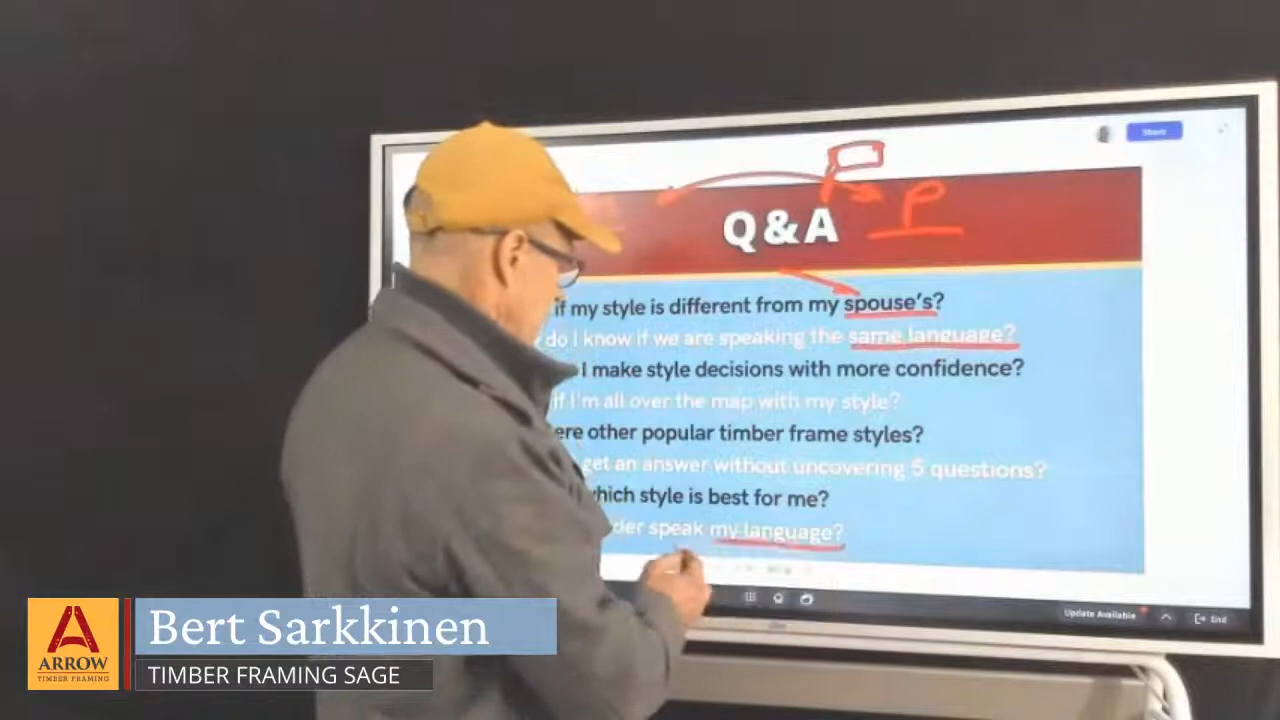 Share
P
Q & A
if my style is different from my spouse's?
do I know if we are speaking the same language?
I make style decisions with more confidence?
if I'm all over the map with my style?
ere other popular timber frame styles?
get an answer without uncovering 5 questions?
which style is best for me?
der speak my language?
Update Available
End
Bert Sarkkinen
TIMBER FRAMING SAGE
A
ARROW
TIMBER FRAMING